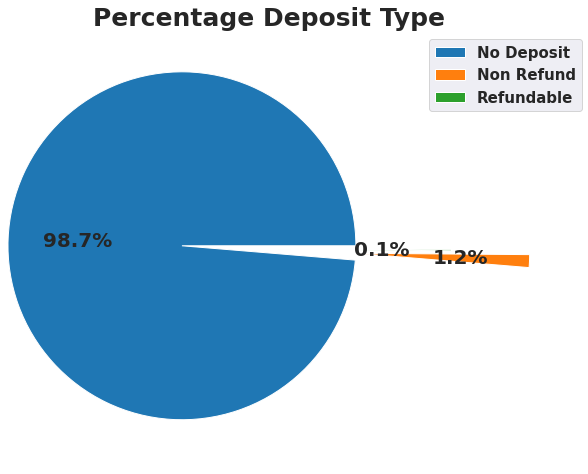 Percentage Deposit Type
No Deposit
Non Refund
Refundable
98.7%
0.1%
1.2%